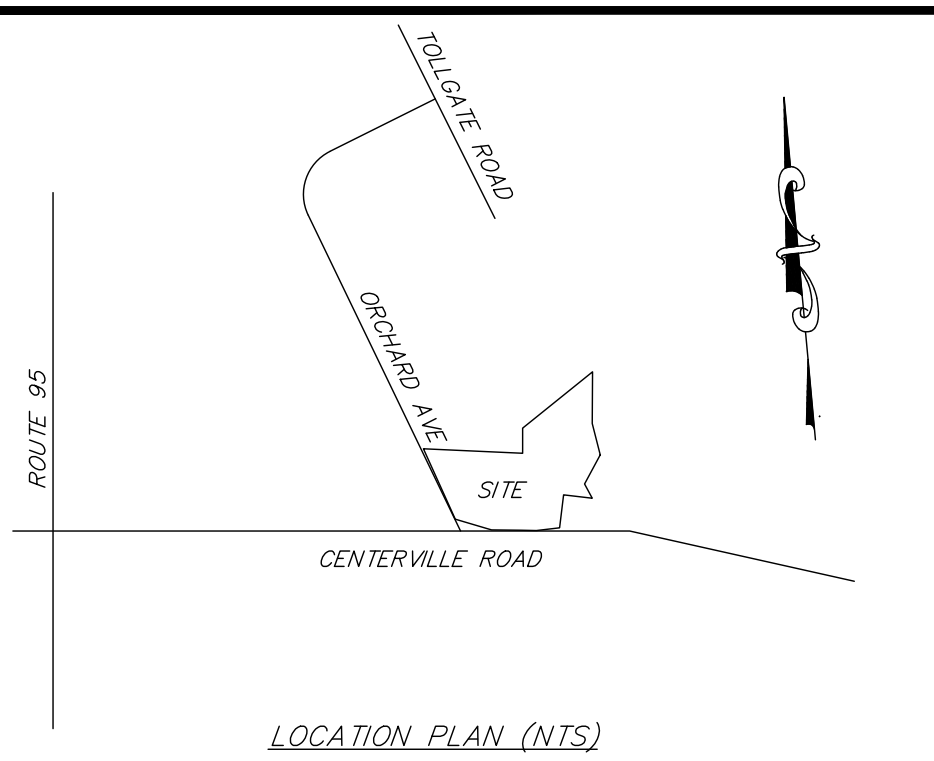 TOLLGATE ROAD
ORCHARD AVE
ROUTE 95
SITE
CENTERVILLE ROAD
LOCATION PLAN (NTS)